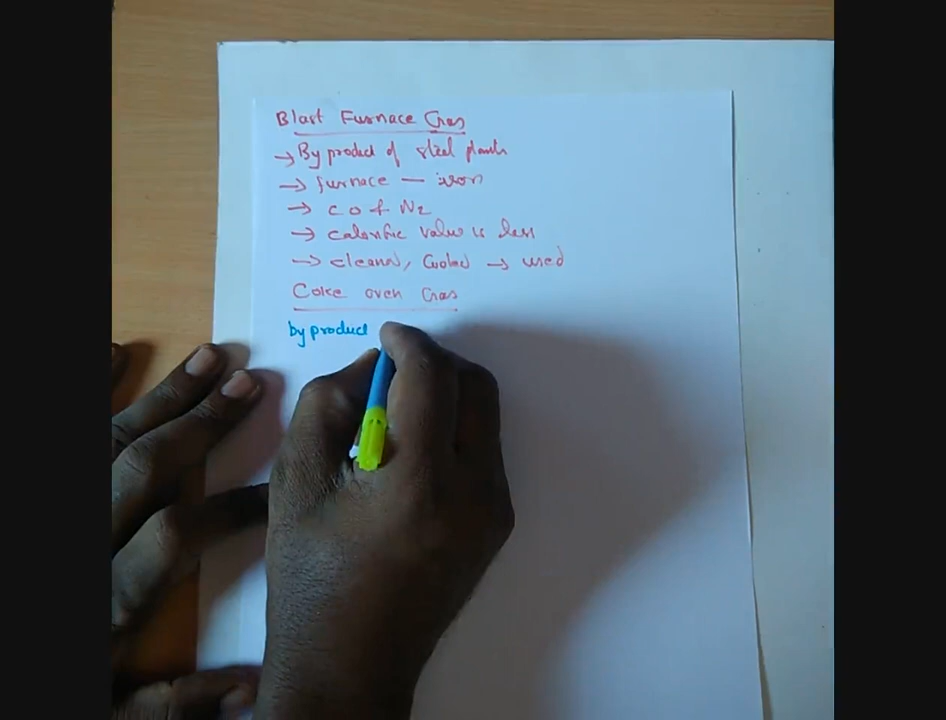 Blast Furnace Gas
→ By product of steel plants
→ furnace — iron
→ CO + N2
→ calorific value is less
→ cleaned, Cooled → used
Coke oven Gas
by product